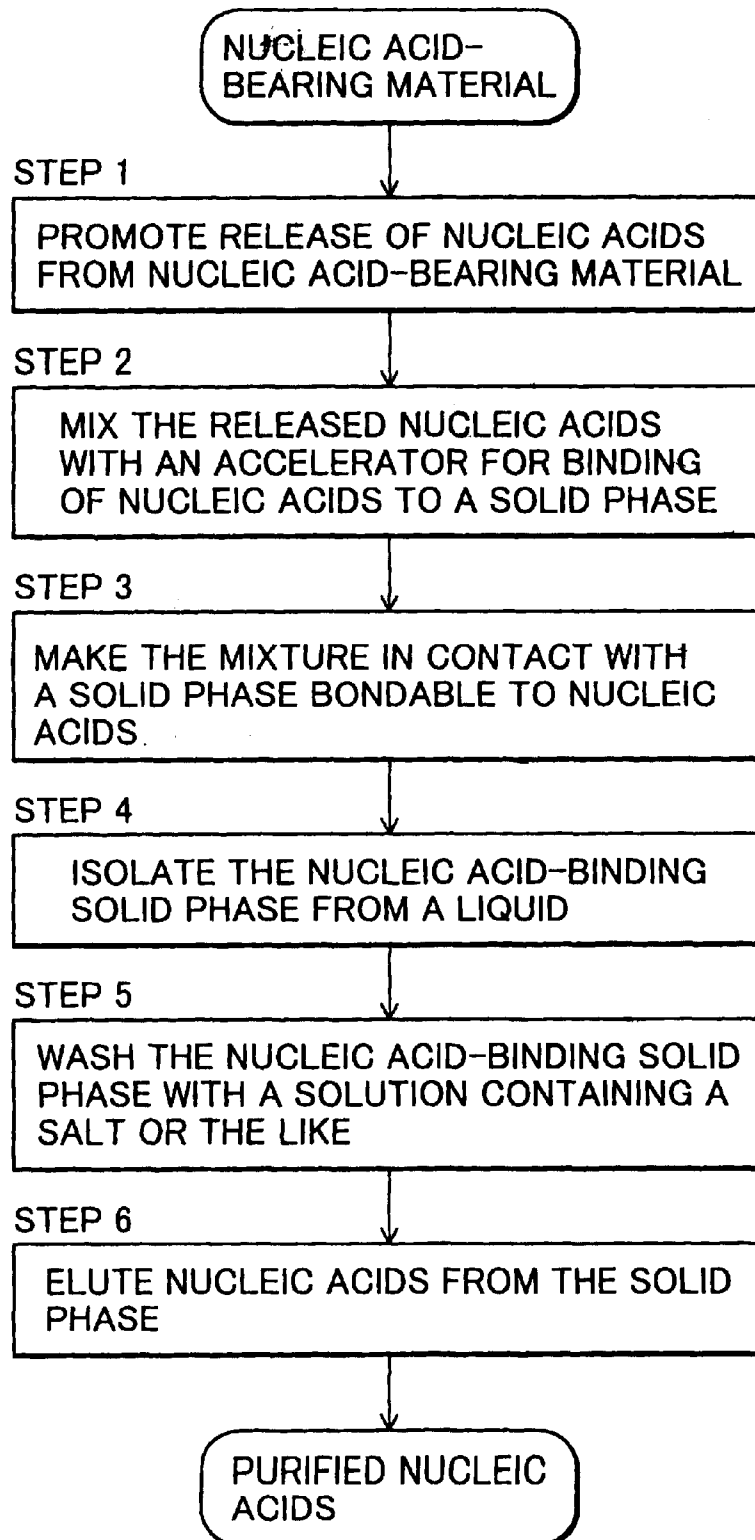 NUCLEIC ACID-
BEARING MATERIAL
STEP 1
PROMOTE RELEASE OF NUCLEIC ACIDS
FROM NUCLEIC ACID-BEARING MATERIAL
STEP 2
MIX THE RELEASED NUCLEIC ACIDS
WITH AN ACCELERATOR FOR BINDING
OF NUCLEIC ACIDS TO A SOLID PHASE
STEP 3
MAKE THE MIXTURE IN CONTACT WITH
A SOLID PHASE BONDABLE TO NUCLEIC
ACIDS
STEP 4
ISOLATE THE NUCLEIC ACID-BINDING
SOLID PHASE FROM A LIQUID
STEP 5
WASH THE NUCLEIC ACID-BINDING SOLID
PHASE WITH A SOLUTION CONTAINING A
SALT OR THE LIKE
STEP 6
ELUTE NUCLEIC ACIDS FROM THE SOLID
PHASE
PURIFIED NUCLEIC
ACIDS